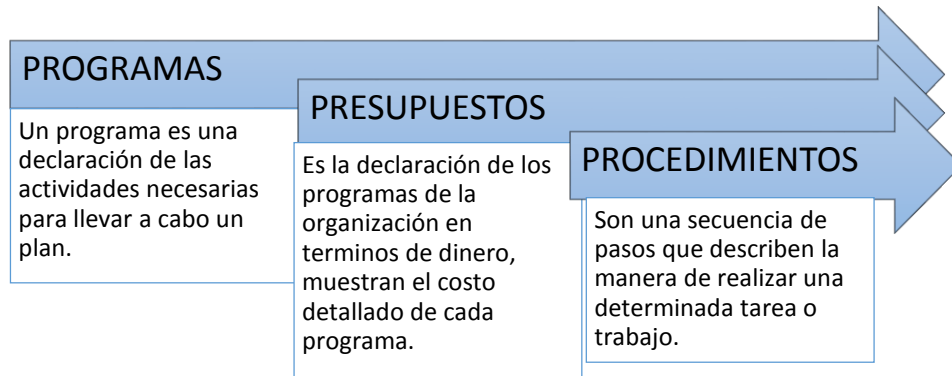 PROGRAMAS
Un programa es una
declaración de las
actividades necesarias
para llevar a cabo un
plan.
PRESUPUESTOS
Es la declaración de los
programas de la
organización en
terminos de dinero,
muestran el costo
detallado de cada
programa.
PROCEDIMIENTOS
Son una secuencia de
pasos que describen la
manera de realizar una
determinada tarea o
trabajo.